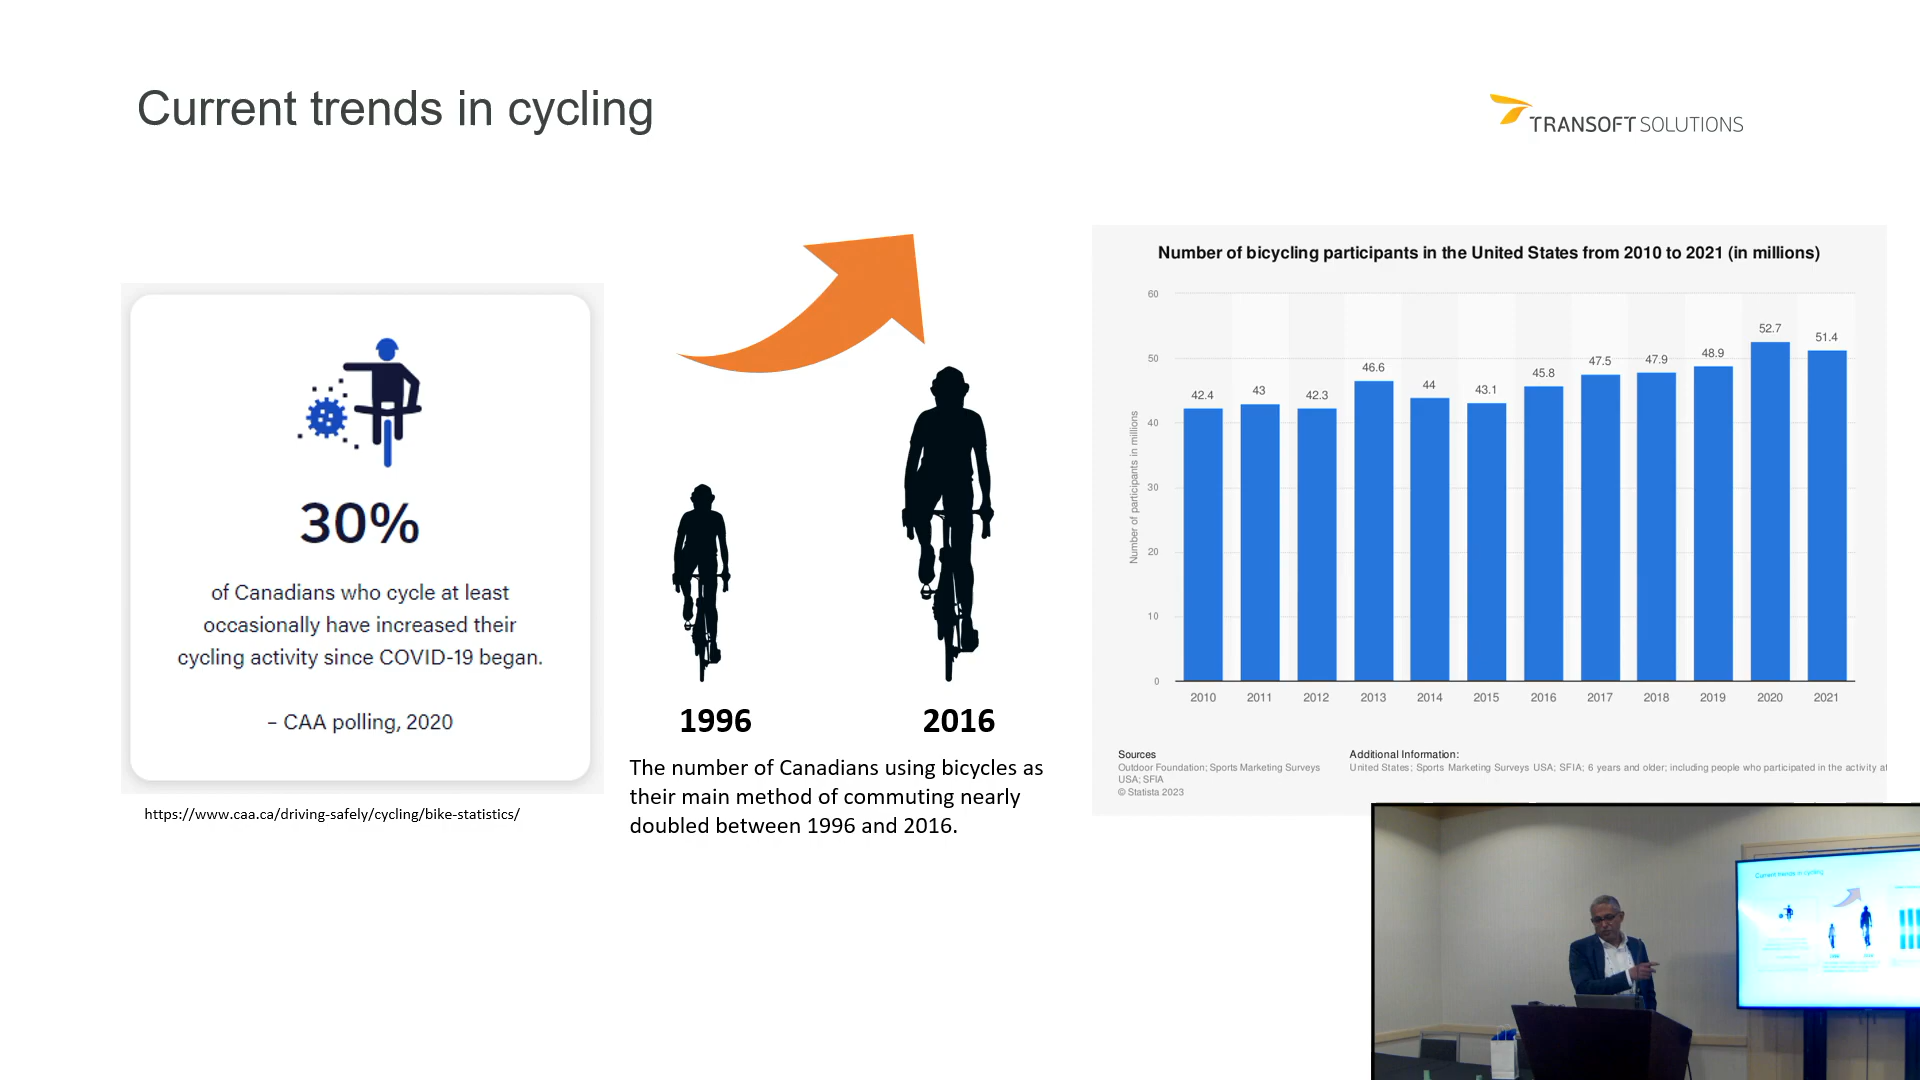 Current trends in cycling
TRANSOFT SOLUTIONS
30%
of Canadians who cycle at least
occasionally have increased their
cycling activity since COVID-19 began.
– CAA polling, 2020
https://www.caa.ca/driving-safely/cycling/bike-statistics/
1996
2016
The number of Canadians using bicycles as
their main method of commuting nearly
doubled between 1996 and 2016.
Number of bicycling participants in the United States from 2010 to 2021 (in millions)
Number of participants in millions
60
50
40
30
20
10
0
42.4
43
42.3
46.6
44
43.1
45.8
47.5
47.9
48.9
52.7
51.4
2010 2011 2012 2013 2014 2015 2016 2017 2018 2019 2020 2021
Sources
Outdoor Foundation; Sports Marketing Surveys
USA; SFIA
© Statista 2023
Additional Information:
United States; Sports Marketing Surveys USA; SFIA; 6 years and older; including people who participated in the activity at
Current trends in cycling